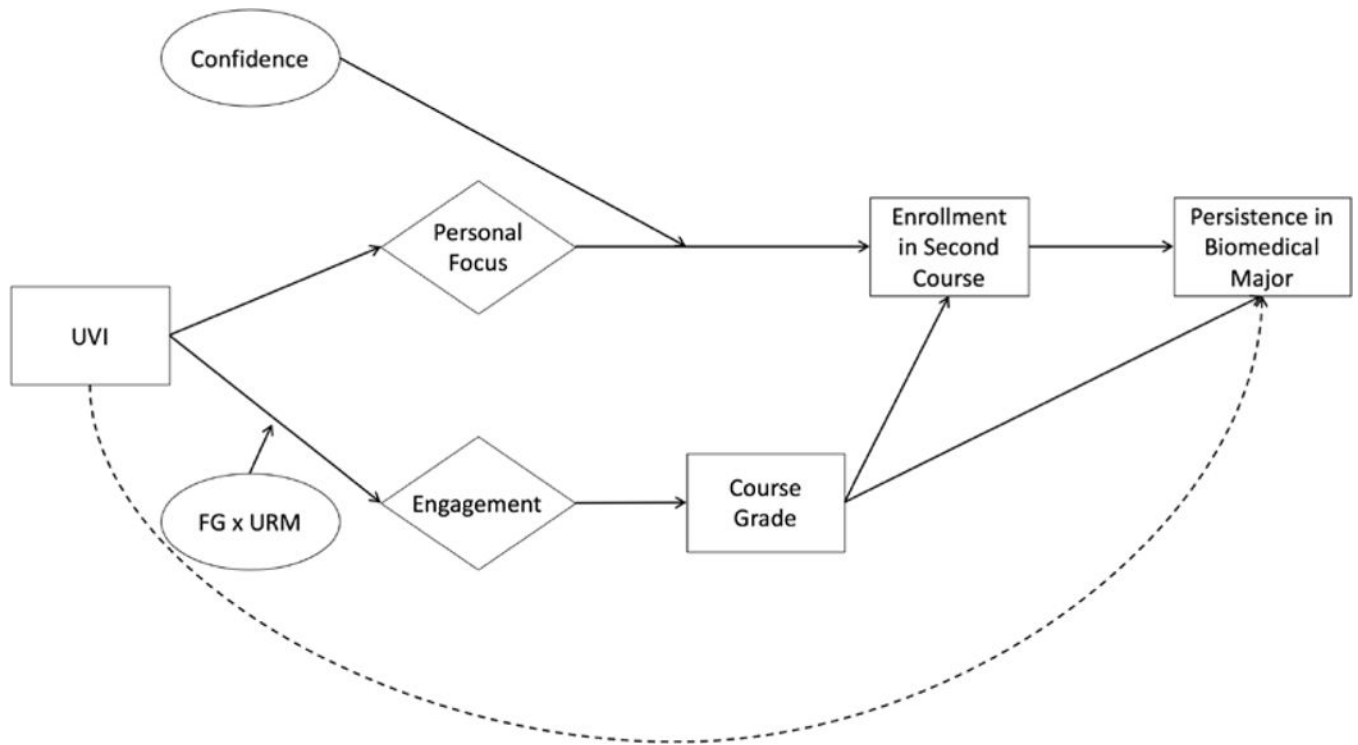 Confidence
Personal
Focus
Enrollment
in Second
Course
Persistence in
Biomedical
Major
UVI
FG x URM
Engagement
Course
Grade